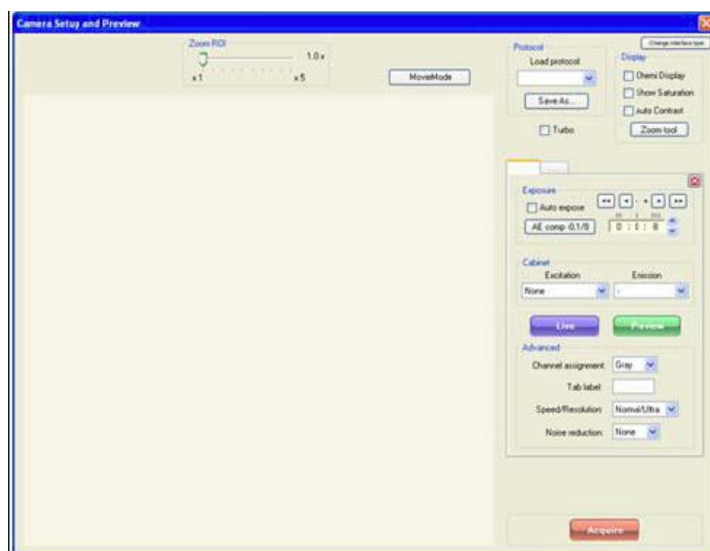 Camera Setup and Preview
Change interface type
Zoom ROI
1.0 x
x 1
x 5
MovieMode
Protocol
Load protocol
Save As...
Turbo
Display
Chemi Display
Show Saturation
Auto Contrast
Zoom tool
Exposure
Auto expose
- +
AE comp -0,1/0
0 : 0 : 8
Cabinet
Excitation
Emission
None
-
Live
Preview
Advanced
Channel assignment
Gray
Tab label
Speed/Resolution
Normal/Ultra
Noise reduction
None
Acquire